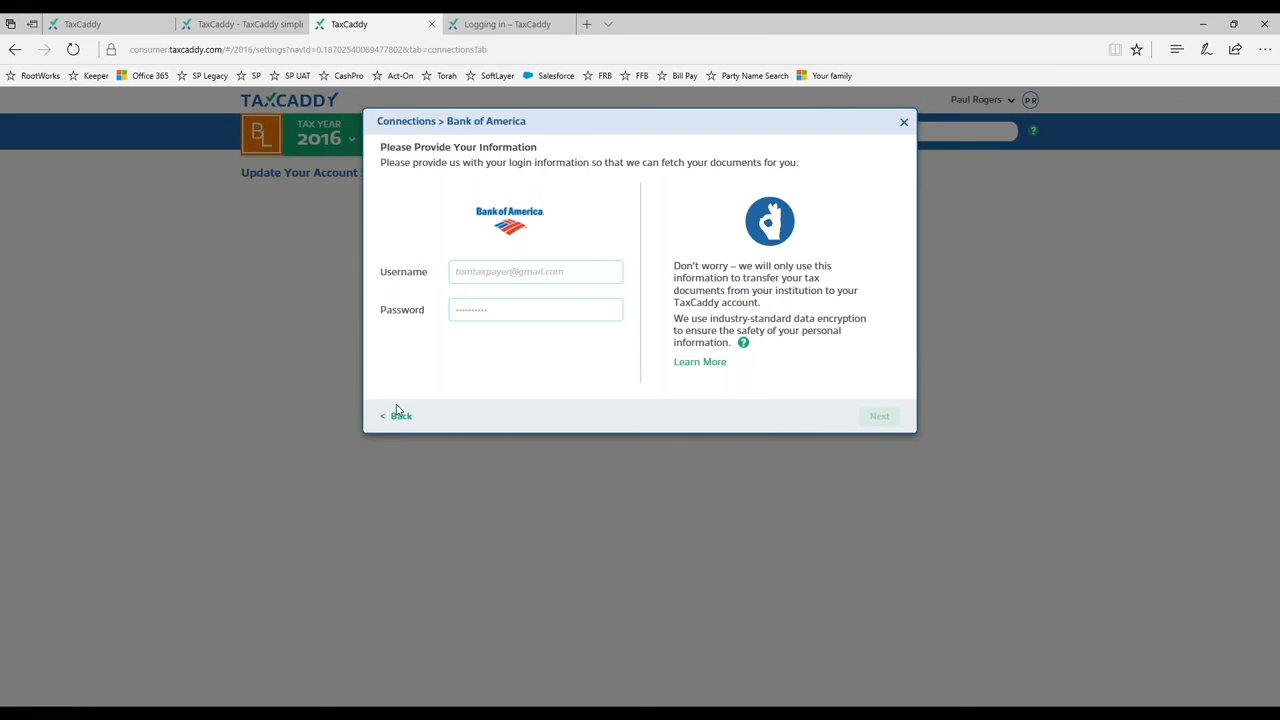 TaxCaddy
TaxCaddy - TaxCaddy simpli
TaxCaddy
Logging in – TaxCaddy
consumer.taxcaddy.com/#/2016/settings?navId=0.18702540069477802&tab=connectionsTab
RootWorks Keeper Office 365 SP Legacy SP SP UAT CashPro Act-On Torah SoftLayer Salesforce FRB FFB Bill Pay Party Name Search Your family
TAXCADDY
Paul Rogers PR
BL
TAX YEAR
2016
?
Update Your Account
Connections > Bank of America
Please Provide Your Information
Please provide us with your login information so that we can fetch your documents for you.
Bank of America
Username tomtaxpayer@gmail.com
Password ••••••••••
Don't worry – we will only use this
information to transfer your tax
documents from your institution to your
TaxCaddy account.
We use industry-standard data encryption
to ensure the safety of your personal
information. ?
Learn More
< Back
Next